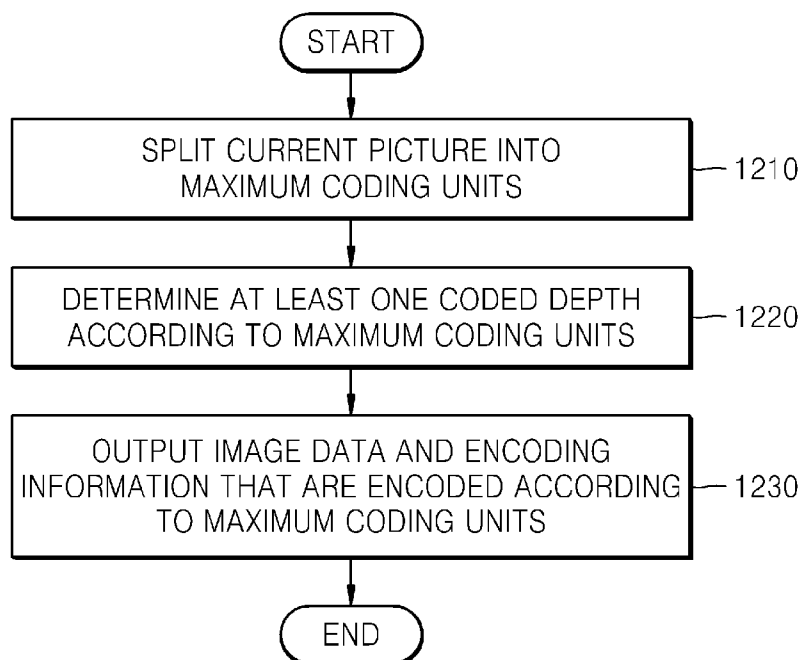 START
SPLIT CURRENT PICTURE INTO
MAXIMUM CODING UNITS
1210
DETERMINE AT LEAST ONE CODED DEPTH
ACCORDING TO MAXIMUM CODING UNITS
1220
OUTPUT IMAGE DATA AND ENCODING
INFORMATION THAT ARE ENCODED ACCORDING
TO MAXIMUM CODING UNITS
1230
END